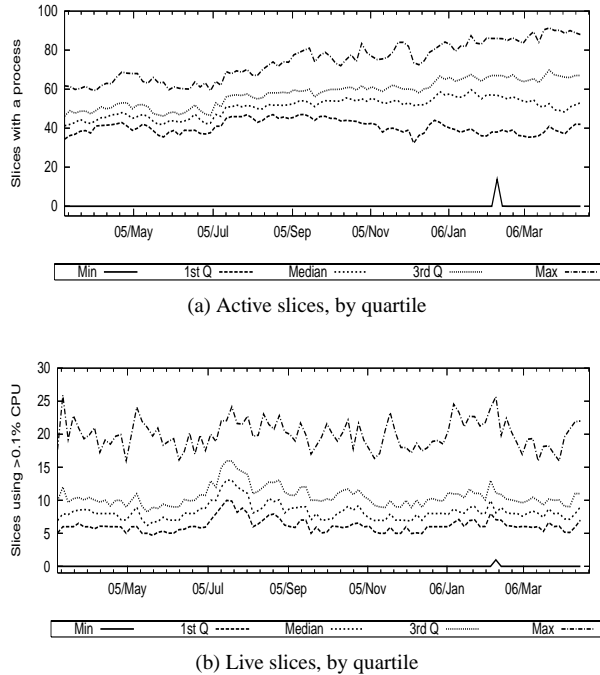 100
80
60
40
20
0
Slices with a process
05/May 05/Jul 05/Sep 05/Nov 06/Jan 06/Mar
Min 1st Q Median 3rd Q Max
(a) Active slices, by quartile
30
25
20
15
10
5
0
Slices using >0.1% CPU
05/May 05/Jul 05/Sep 05/Nov 06/Jan 06/Mar
Min 1st Q Median 3rd Q Max
(b) Live slices, by quartile